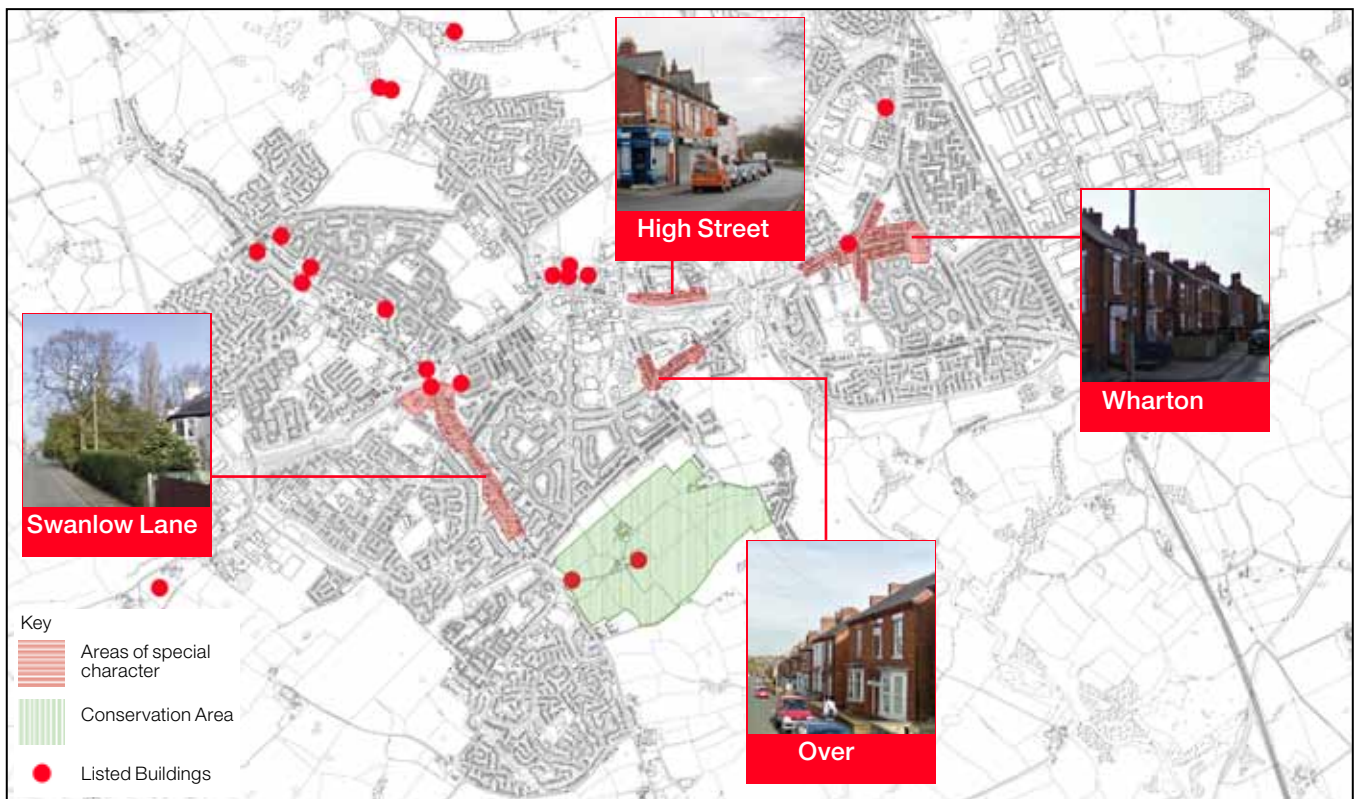 High Street
Wharton
Swanlow Lane
Over
Key
Areas of special
character
Conservation Area
Listed Buildings